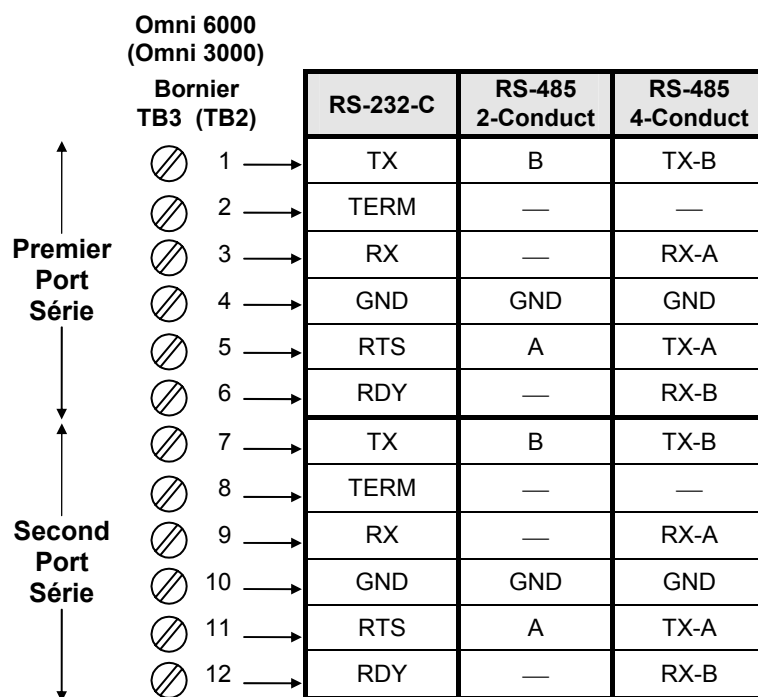 Omni 6000
(Omni 3000)
Bornier
TB3 (TB2)
RS-232-C
RS-485
2-Conduct
RS-485
4-Conduct
Premier
Port
Série
1 TX B TX-B
2 TERM — —
3 RX — RX-A
4 GND GND GND
5 RTS A TX-A
6 RDY — RX-B
Second
Port
Série
7 TX B TX-B
8 TERM — —
9 RX — RX-A
10 GND GND GND
11 RTS A TX-A
12 RDY — RX-B